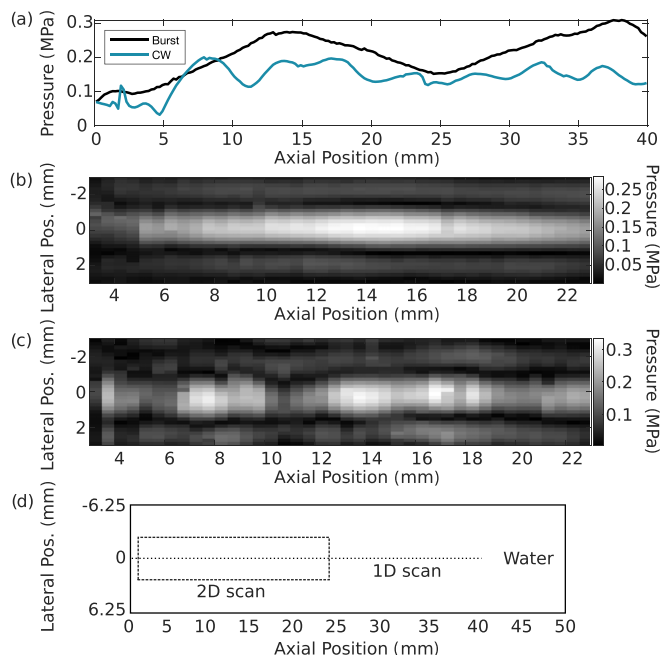 (a)
Pressure (MPa)
0.3
0.2
0.1
0
Burst
CW
0 5 10 15 20 25 30 35 40
Axial Position (mm)
(b)
Lateral Pos. (mm)
-2
0
2
4 6 8 10 12 14 16 18 20 22
Axial Position (mm)
0.25
0.2
0.15
0.1
0.05
Pressure (MPa)
(c)
Lateral Pos. (mm)
-2
0
2
4 6 8 10 12 14 16 18 20 22
Axial Position (mm)
0.3
0.2
0.1
Pressure (MPa)
(d)
Lateral Pos. (mm)
-6.25
0
6.25
Water
1D scan
2D scan
0 5 10 15 20 25 30 35 40 45 50
Axial Position (mm)